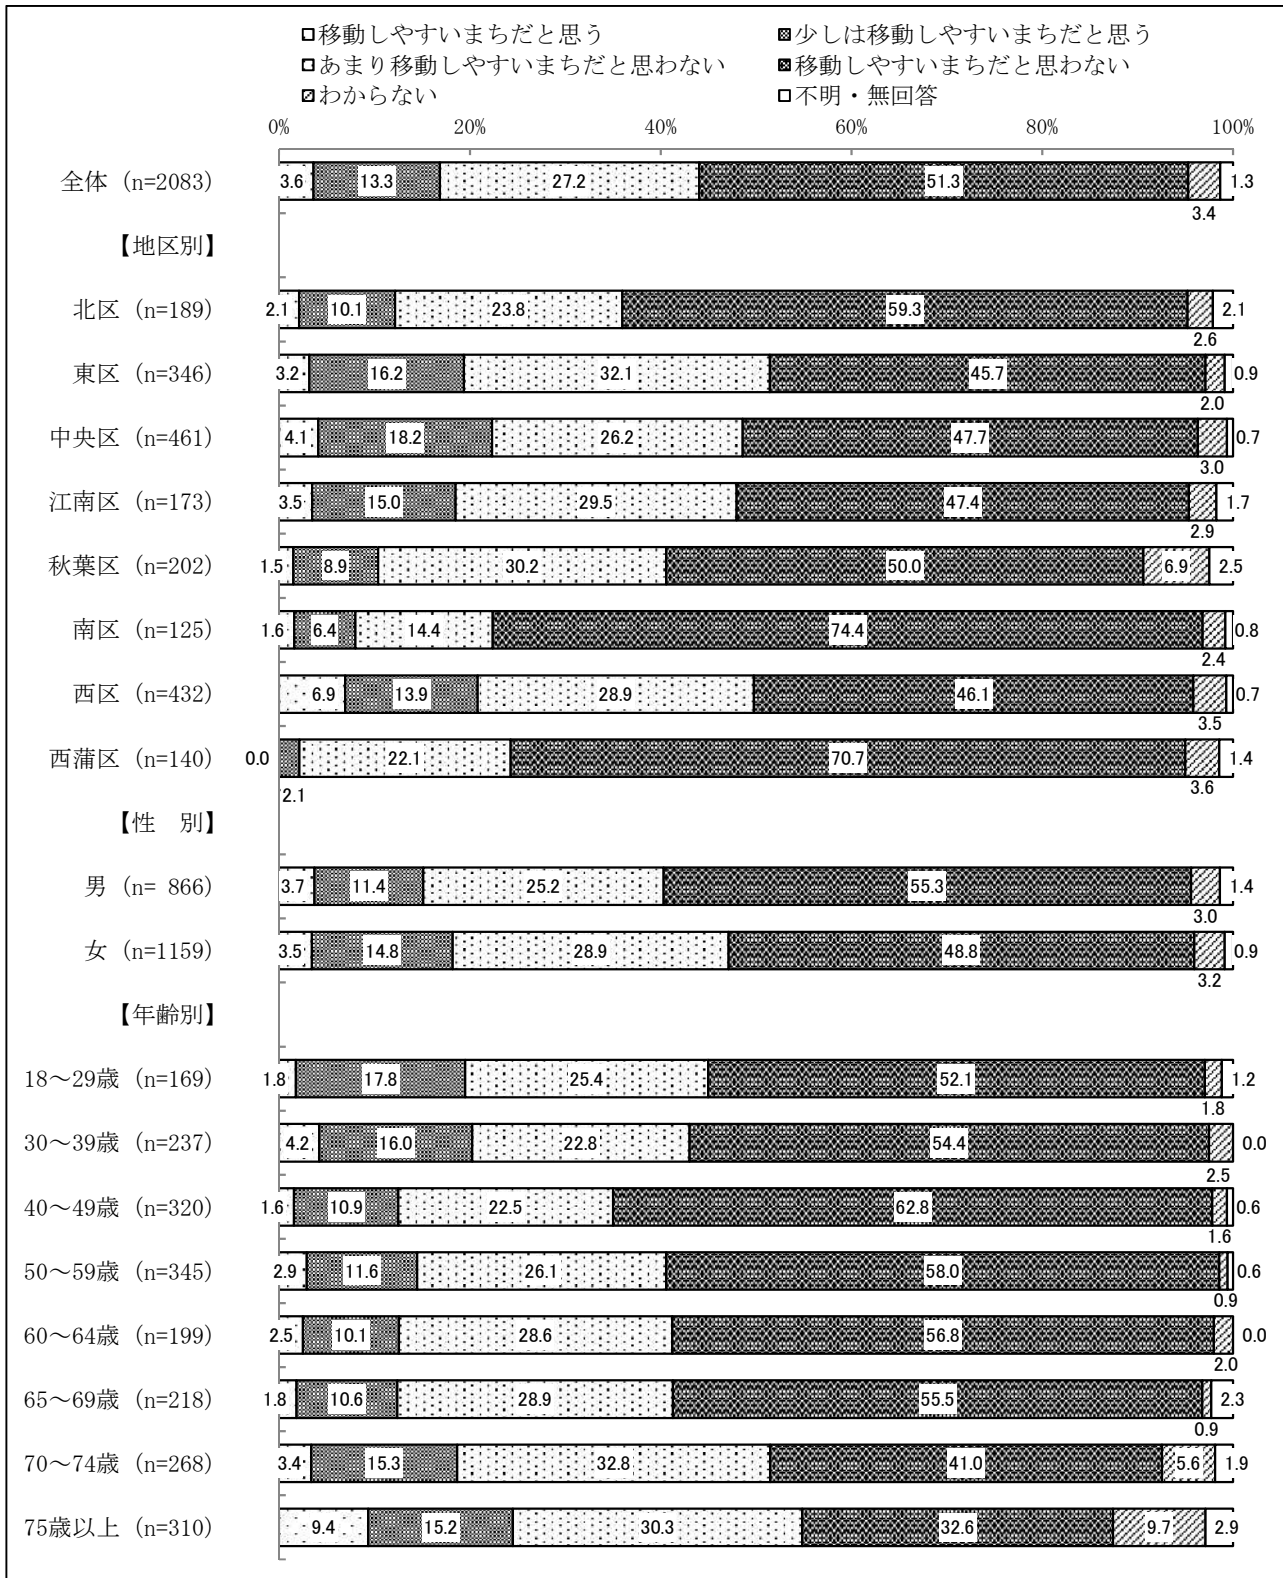 □移動しやすいまちだと思う ▩少しは移動しやすいまちだと思う
□あまり移動しやすいまちだと思わない ▩移動しやすいまちだと思わない
▨わからない □不明・無回答
0% 20% 40% 60% 80% 100%
全体 (n=2083) 3.6 13.3 27.2 51.3 1.3
3.4
【地区別】
北区 (n=189) 2.1 10.1 23.8 59.3 2.1
2.6
東区 (n=346) 3.2 16.2 32.1 45.7 0.9
2.0
中央区 (n=461) 4.1 18.2 26.2 47.7 0.7
3.0
江南区 (n=173) 3.5 15.0 29.5 47.4 1.7
2.9
秋葉区 (n=202) 1.5 8.9 30.2 50.0 6.9 2.5
南区 (n=125) 1.6 6.4 14.4 74.4 0.8
2.4
西区 (n=432) 6.9 13.9 28.9 46.1 0.7
3.5
西蒲区 (n=140) 0.0 22.1 70.7 1.4
2.1 3.6
【性　別】
男 (n= 866) 3.7 11.4 25.2 55.3 1.4
3.0
女 (n=1159) 3.5 14.8 28.9 48.8 0.9
3.2
【年齢別】
18～29歳 (n=169) 1.8 17.8 25.4 52.1 1.2
1.8
30～39歳 (n=237) 4.2 16.0 22.8 54.4 0.0
2.5
40～49歳 (n=320) 1.6 10.9 22.5 62.8 0.6
1.6
50～59歳 (n=345) 2.9 11.6 26.1 58.0 0.6
0.9
60～64歳 (n=199) 2.5 10.1 28.6 56.8 0.0
2.0
65～69歳 (n=218) 1.8 10.6 28.9 55.5 2.3
0.9
70～74歳 (n=268) 3.4 15.3 32.8 41.0 5.6 1.9
75歳以上 (n=310) 9.4 15.2 30.3 32.6 9.7 2.9